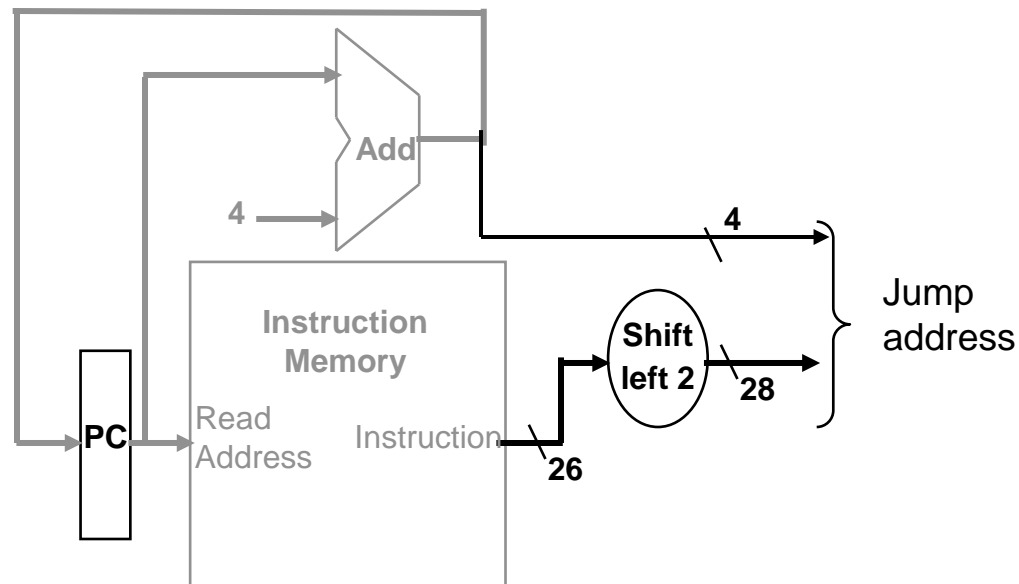 Add
4
4
Instruction
Memory
Shift
left 2
Jump
address
28
PC
Read
Address
Instruction
26